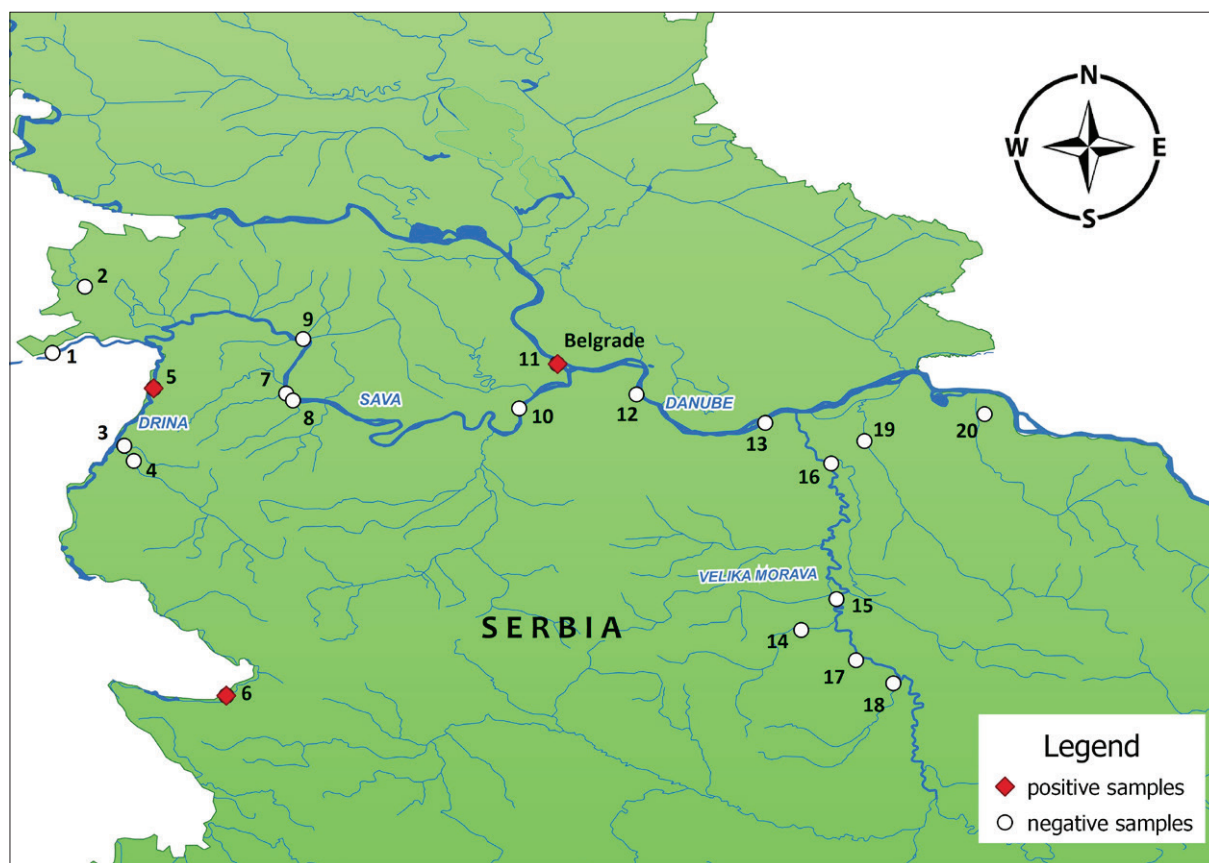 N
W
E
S
2
9
Belgrade
1
11
5
7
SAVA
DANUBE
8
10
12
DRINA
3
13
19
20
4
16
VELIKA MORAVA
15
SERBIA
14
17
6
18
Legend
positive samples
negative samples